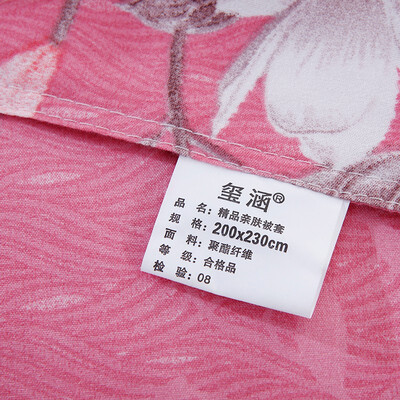 玺涵®
品 名: 精品亲肤被套
规 格: 200x230cm
面 料: 聚酯纤维
等 级: 合格品
检 验: 08